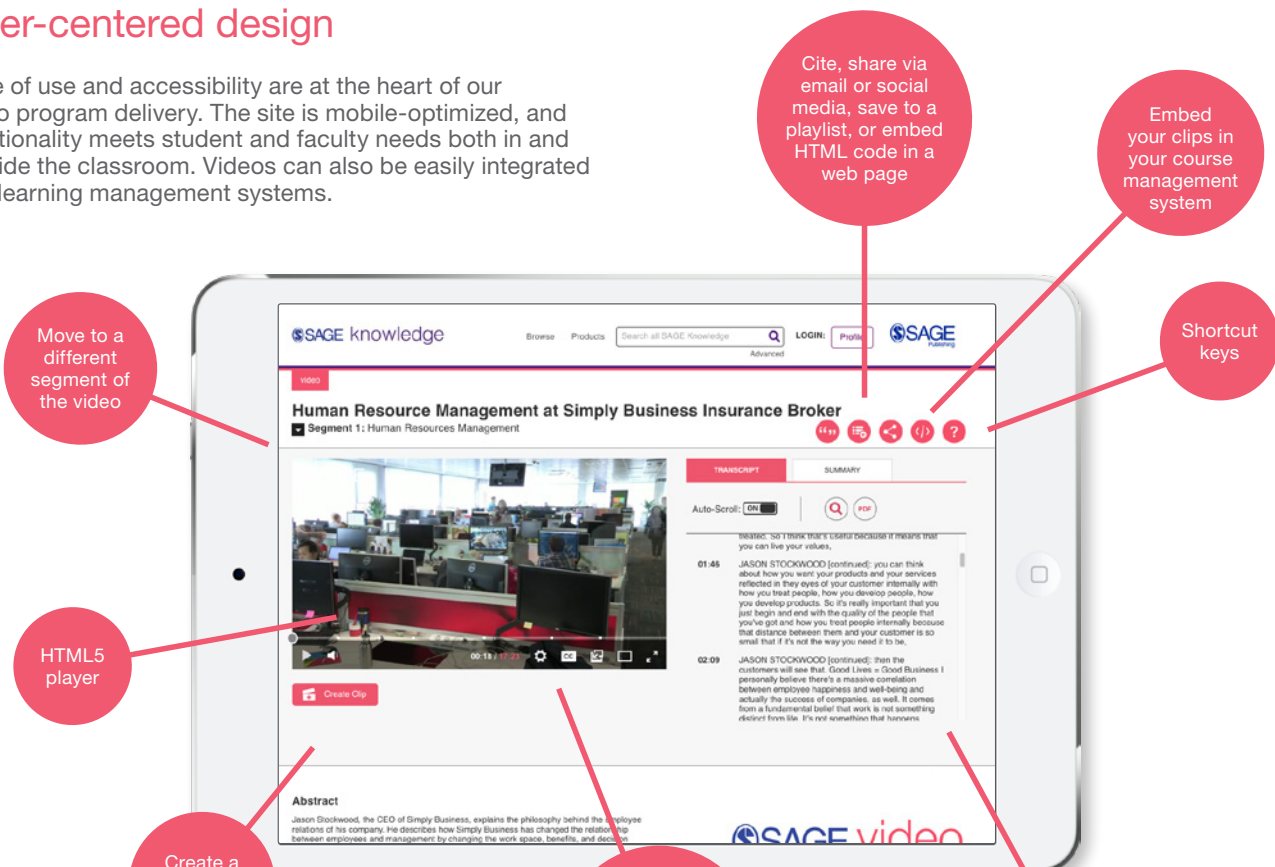 er-centered design
e of use and accessibility are at the heart of our
o program delivery. The site is mobile-optimized, and
tionality meets student and faculty needs both in and
ide the classroom. Videos can also be easily integrated
learning management systems.
Cite, share via
email or social
media, save to a
playlist, or embed
HTML code in a
web page
Embed
your clips in
your course
management
system
Move to a
different
segment of
the video
Shortcut
keys
SAGE knowledge
Browse Products Search all SAGE Knowledge LOGIN: Profile
Advanced
SAGE
Publishing
video
Human Resource Management at Simply Business Insurance Broker
Segment 1: Human Resources Management
TRANSCRIPT SUMMARY
Auto-Scroll: ON PDF
treated. So I think that's useful because it means that
you can live your values,
01:46 JASON STOCKWOOD [continued]: you can think
about how you want your products and your services
reflected in they eyes of your customer internally with
how you treat people, how you develop people, how
you develop products. So it's really important that you
just begin and end with the quality of the people that
you've got and how you treat people internally because
that distance between them and your customer is so
small that if it's not the way you need it to be,
02:09 JASON STOCKWOOD [continued]: then the
customers will see that. Good Lives = Good Business I
personally believe there's a massive correlation
between employee happiness and well-being and
actually the success of companies, as well. It comes
from a fundamental belief that work is not something
distinct from life. It's not something that happens
HTML5
player
00:18 / 17:23 CC
Create Clip
Abstract
Jason Stockwood, the CEO of Simply Business, explains the philosophy behind the employee
relations of his company. He describes how Simply Business has changed the relationship
between employees and management by changing the work space, benefits, and decision
SAGE video
Create a